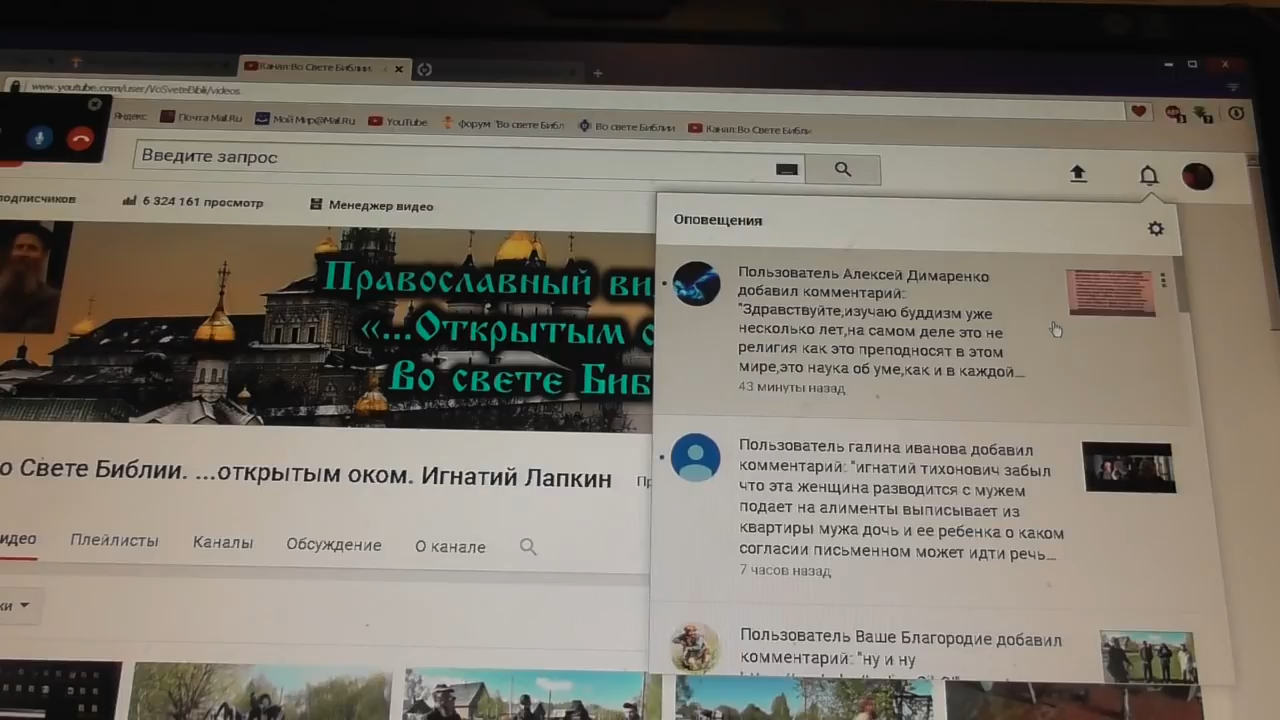 Канал:Во Свете Библии.
www.youtube.com/user/VoSveteBibli/videos
Яндекс
Почта Mail.Ru
Мой Мир@Mail.Ru
YouTube
форум "Во свете Библ
Во свете Библии
Канал:Во Свете Библи
Введите запрос
подписчиков
6 324 161 просмотр
Менеджер видео
Оповещения
Православный ви
«...Открытым о
Во свете Биб
Пользователь Алексей Димаренко
добавил комментарий:
"Здравствуйте,изучаю буддизм уже
несколько лет,на самом деле это не
религия как это преподносят в этом
мире,это наука об уме,как и в каждой...
43 минуты назад
Пользователь галина иванова добавил
комментарий: "игнатий тихонович забыл
что эта женщина разводится с мужем
подает на алименты выписывает из
квартиры мужа дочь и ее ребенка о каком
согласии письменном может идти речь...
7 часов назад
Пользователь Ваше Благородие добавил
комментарий: "ну и ну
о Свете Библии. ...открытым оком. Игнатий Лапкин
идео
Плейлисты
Каналы
Обсуждение
О канале
ки